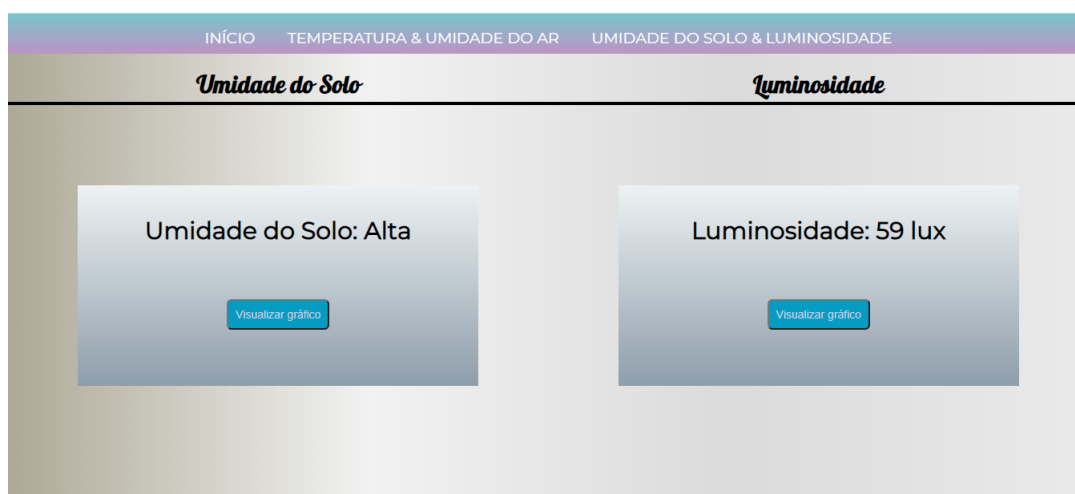 INÍCIO TEMPERATURA & UMIDADE DO AR UMIDADE DO SOLO & LUMINOSIDADE
Umidade do Solo Luminosidade
Umidade do Solo: Alta
Visualizar gráfico
Luminosidade: 59 lux
Visualizar gráfico